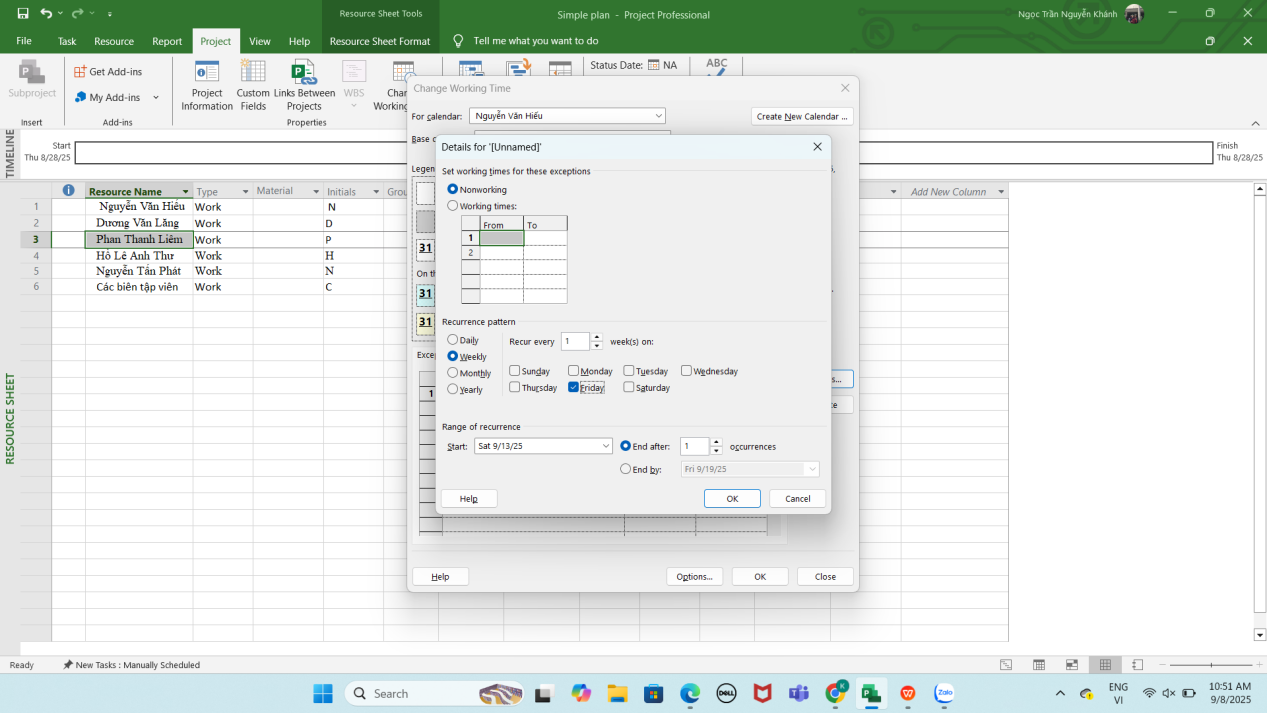 Resource Sheet Tools
Simple plan - Project Professional
Ngọc Trần Nguyễn Khánh
File Task Resource Report Project View Help Resource Sheet Format Tell me what you want to do
Subproject
Get Add-ins
My Add-ins
Project Information
Custom Fields
Links Between Projects
WBS
Status Date: NA
ABC
Insert Add-ins Properties
Change Working Time
For calendar: Nguyễn Văn Hiếu
Create New Calendar ...
TIMELINE
Start
Thu 8/28/25
Finish
Thu 8/28/25
Details for '[Unnamed]'
Set working times for these exceptions
Nonworking
Working times:
From To
1
2
Recurrence pattern
Daily
Weekly
Monthly
Yearly
Recur every 1 week(s) on:
Sunday Monday Tuesday Wednesday
Thursday Friday Saturday
Range of recurrence
Start: Sat 9/13/25 End after: 1 occurrences
End by: Fri 9/19/25
Help OK Cancel
31
31
31
1
Help Options... OK Close
RESOURCE SHEET
Resource Name Type Material Initials Add New Column
1 Nguyễn Văn Hiếu Work N
2 Dương Văn Lăng Work D
3 Phan Thanh Liêm Work P
4 Hồ Lê Anh Thư Work H
5 Nguyễn Tấn Phát Work N
6 Các biên tập viên Work C
Ready New Tasks : Manually Scheduled
Search
DELL
Zalo
ENG
VI
10:51 AM
9/8/2025